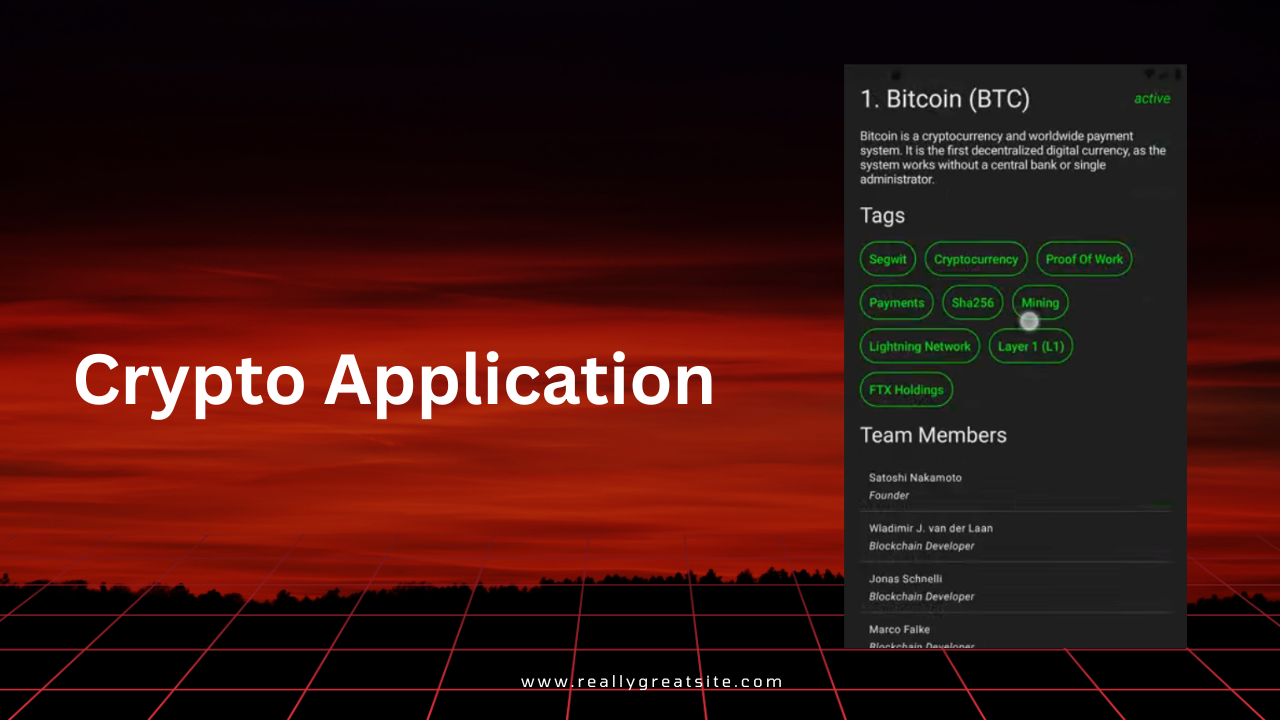 Crypto Application
1. Bitcoin (BTC)
active
Bitcoin is a cryptocurrency and worldwide payment
system. It is the first decentralized digital currency, as the
system works without a central bank or single
administrator.
Tags
Segwit
Cryptocurrency
Proof Of Work
Payments
Sha256
Mining
Lightning Network
Layer 1 (L1)
FTX Holdings
Team Members
Satoshi Nakamoto
Founder
Wladimir J. van der Laan
Blockchain Developer
Jonas Schnelli
Blockchain Developer
Marco Falke
Blockchain Developer
www.reallygreatsite.com